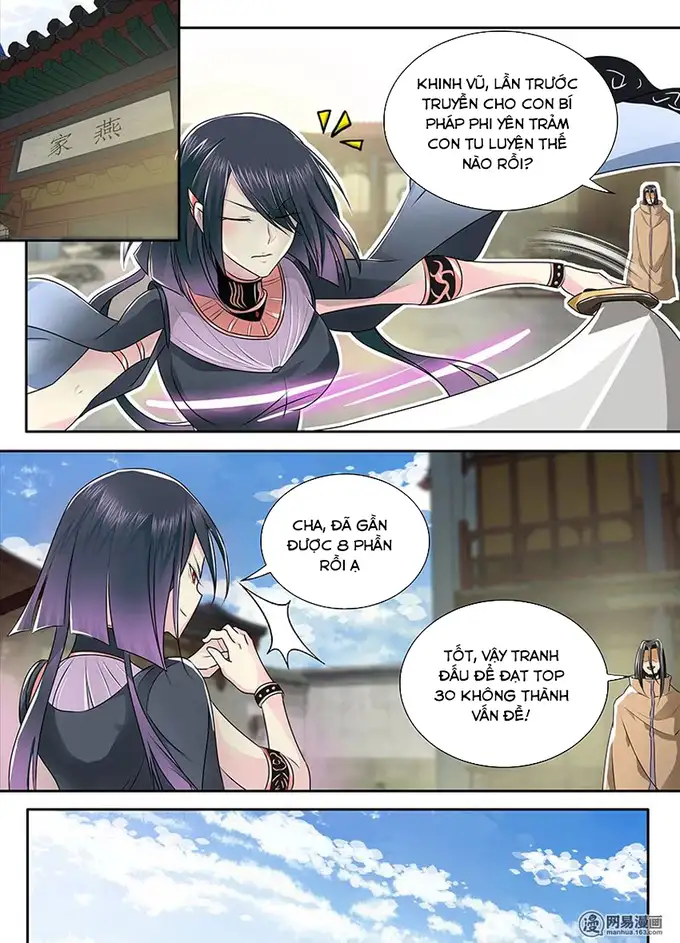 家燕
KHINH VŨ, LẦN TRƯỚC
TRUYỀN CHO CON BÍ
PHÁP PHI YÊN TRẢM
CON TU LUYỆN THẾ
NÀO RỒI?
CHA, ĐÃ GẦN
ĐƯỢC 8 PHẦN
RỒI Ạ
TỐT, VẬY TRANH
ĐẤU ĐỂ ĐẠT TOP
30 KHÔNG THÀNH
VẤN ĐỀ!
網易漫画
manhua.163.com